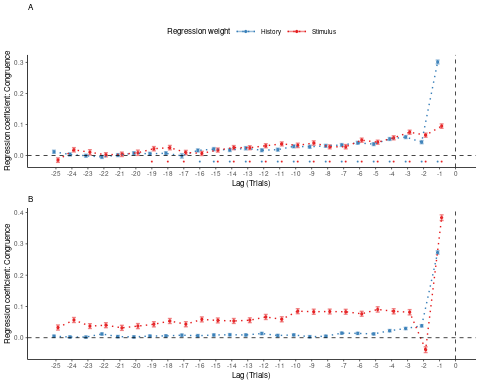 A
Regression weight History Stimulus
Regression coefficient: Congruence
0.3
0.2
0.1
0.0
-25 -24 -23 -22 -21 -20 -19 -18 -17 -16 -15 -14 -13 -12 -11 -10 -9 -8 -7 -6 -5 -4 -3 -2 -1 0
Lag (Trials)
B
Regression coefficient: Congruence
0.4
0.3
0.2
0.1
0.0
-25 -24 -23 -22 -21 -20 -19 -18 -17 -16 -15 -14 -13 -12 -11 -10 -9 -8 -7 -6 -5 -4 -3 -2 -1 0
Lag (Trials)